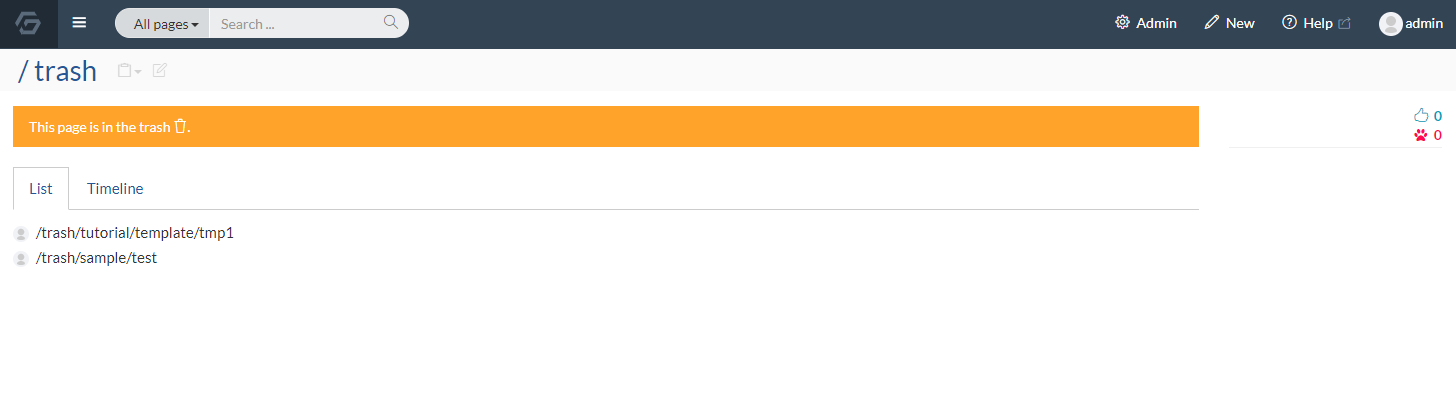 All pages Search ... Admin New Help admin
/ trash
This page is in the trash .
0
0
List Timeline
/trash/tutorial/template/tmp1
/trash/sample/test